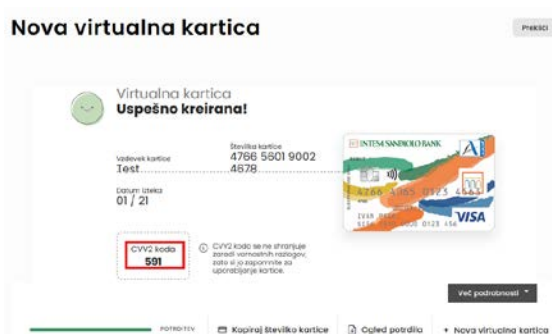 Nova virtualna kartica
Prekliči
Virtualna kartica
Uspešno kreirana!
Vzdevek kartice
Test
Številka kartice
4766 5601 9002
4678
Datum izteka
01 / 21
CVV2 koda
591
CVV2 koda se ne shranjuje
zaradi varnostnih razlogov,
zato si jo zapomnite za
uporabljanje kartice.
INTESA SANPAOLO BANK
VISA
Več podrobnosti
POTRDITEV
Kopiraj številko kartice
Ogled potrdila
+ Nova virtualna kartica